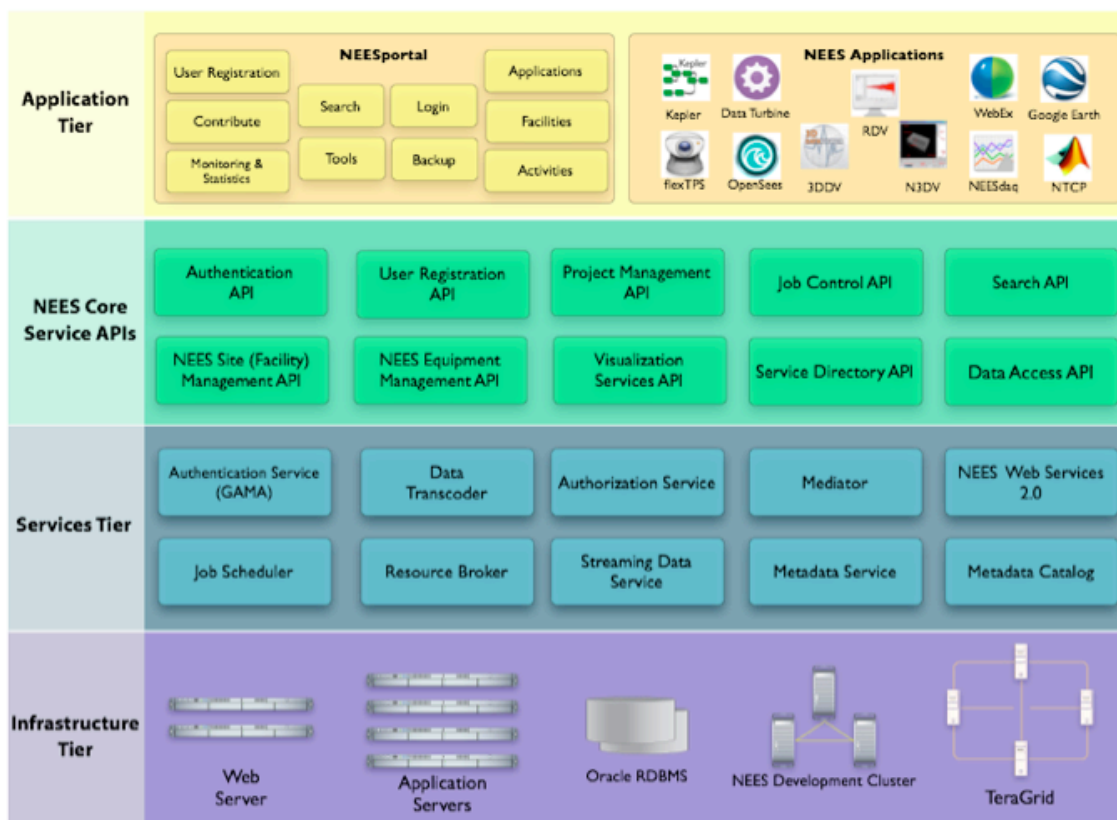 Application
Tier
NEESportal
User Registration
Contribute
Monitoring &
Statistics
Search
Tools
Login
Backup
Applications
Facilities
Activities
NEES Applications
Kepler
Kepler
Data Turbine
RDV
WebEx
Google Earth
flexTPS
OpenSees
3DDV
N3DV
NEESdaq
NTCP
NEES Core
Service APIs
Authentication
API
User Registration
API
Project Management
API
Job Control API
Search API
NEES Site (Facility)
Management API
NEES Equipment
Management API
Visualization
Services API
Service Directory API
Data Access API
Services Tier
Authentication Service
(GAMA)
Data
Transcoder
Authorization Service
Mediator
NEES Web Services
2.0
Job Scheduler
Resource Broker
Streaming Data
Service
Metadata Service
Metadata Catalog
Infrastructure
Tier
Web
Server
Application
Servers
Oracle RDBMS
NEES Development Cluster
TeraGrid